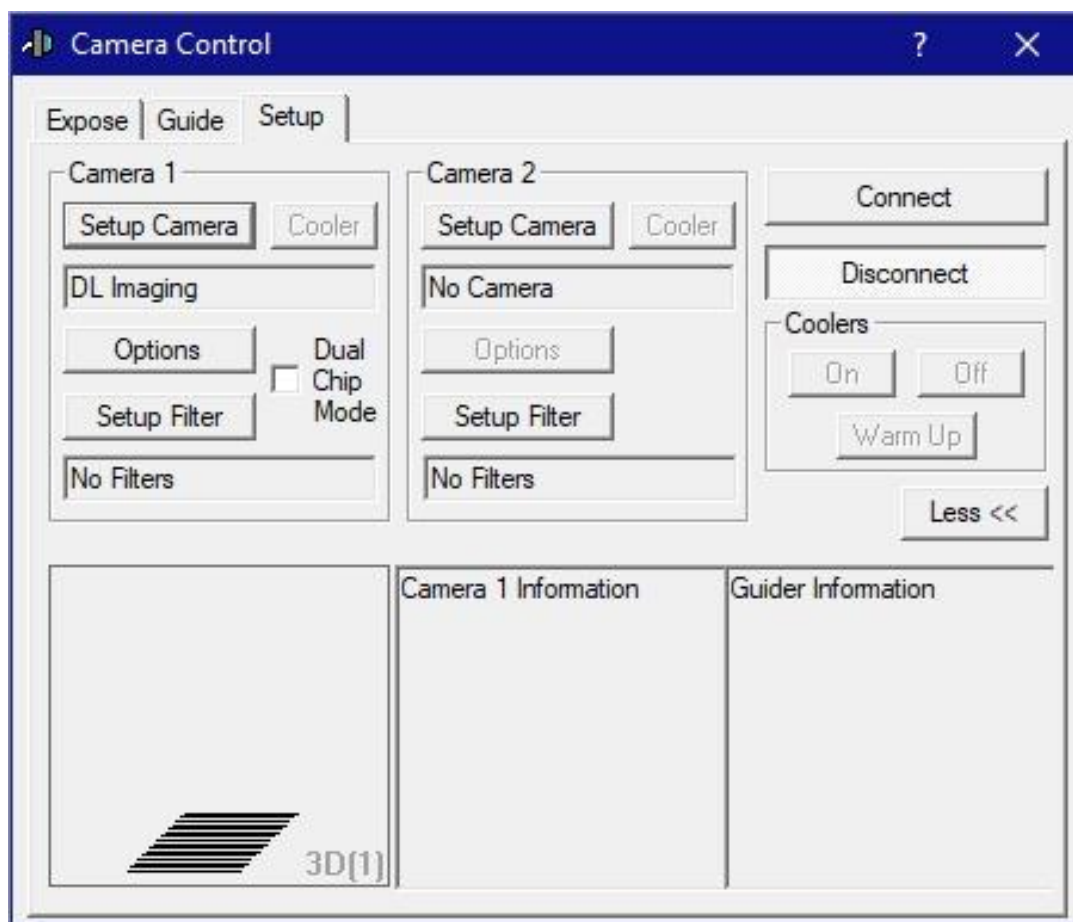 Camera Control
?
Expose
Guide
Setup
Camera 1
Setup Camera
Cooler
DL Imaging
Options
Dual
Chip
Mode
Setup Filter
No Filters
Camera 2
Setup Camera
Cooler
No Camera
Options
Setup Filter
No Filters
Connect
Disconnect
Coolers
On
Off
Warm Up
Less <<
3D(1)
Camera 1 Information
Guider Information